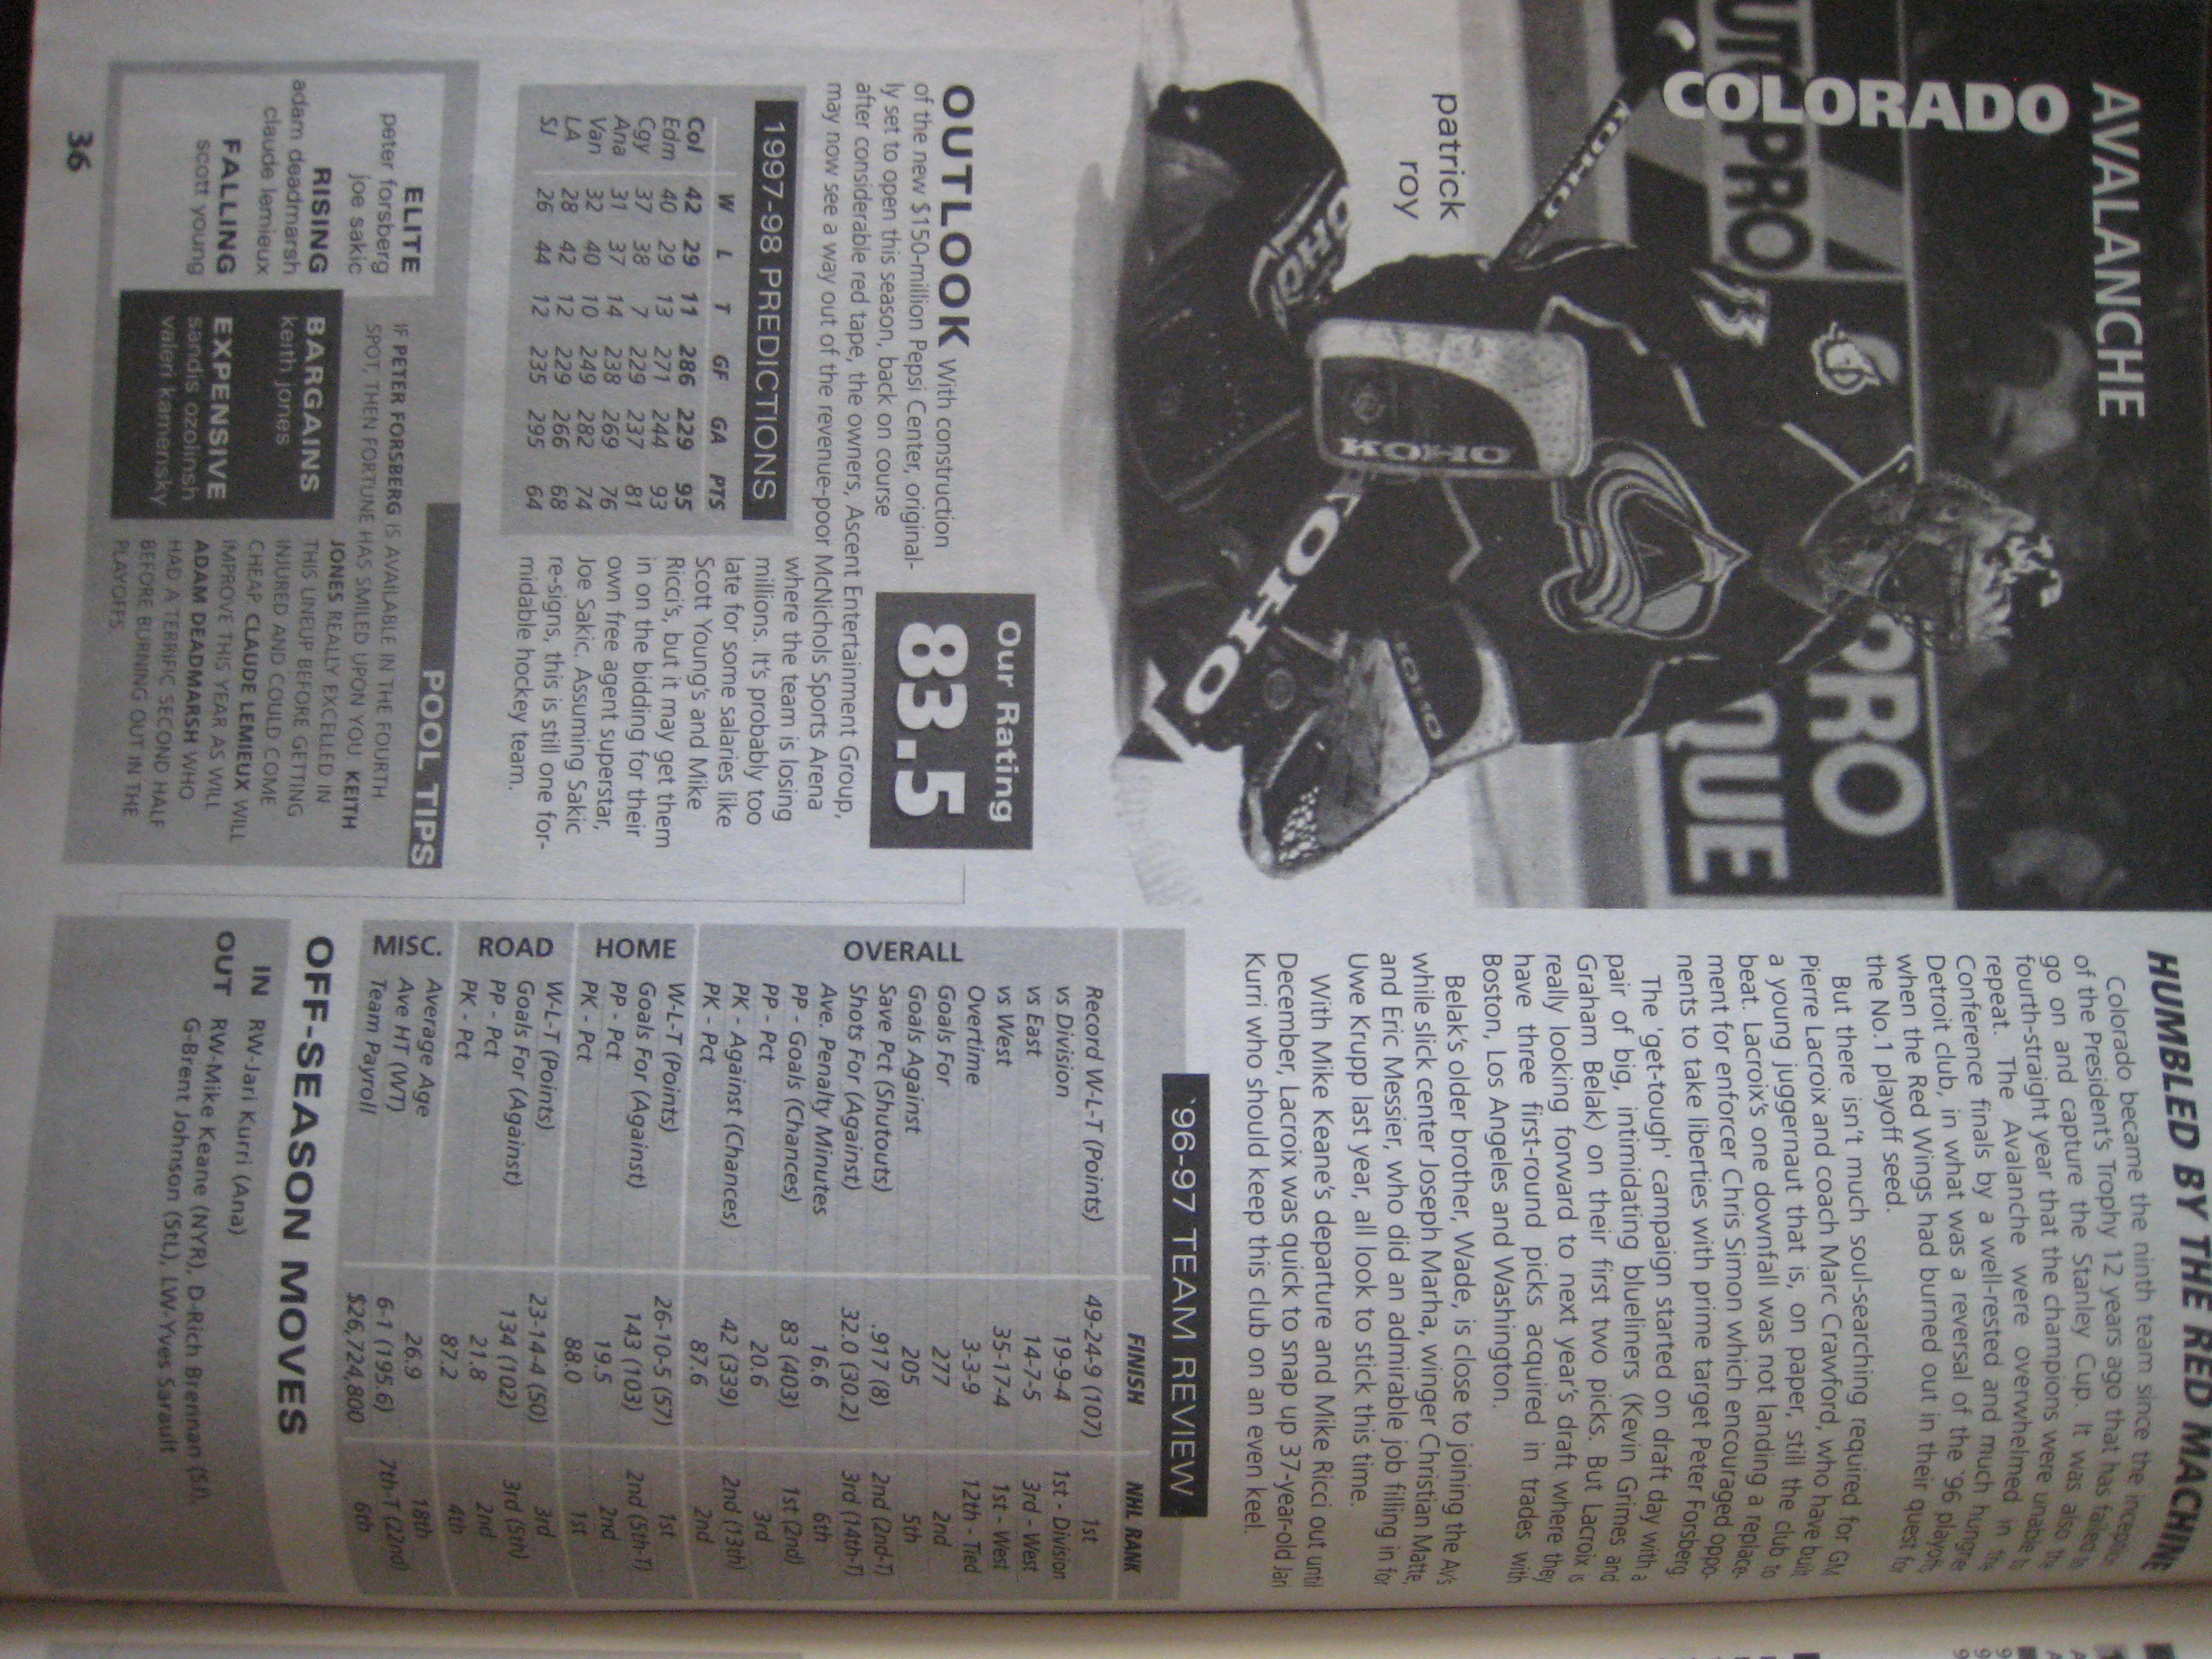 AVALANCHE
COLORADO
patrick
roy
KOHO
KOHO
KOHO
33
OUTLOOK With construction
of the new $150-million Pepsi Center, original-
ly set to open this season, back on course
after considerable red tape, the owners, Ascent Entertainment Group,
may now see a way out of the revenue-poor McNichols Sports Arena
where the team is losing
millions. It's probably too
late for some salaries like
Scott Young's and Mike
Ricci's, but it may get them
in on the bidding for their
own free agent superstar,
Joe Sakic. Assuming Sakic
re-signs, this is still one for-
midable hockey team.
Our Rating
83.5
1997-98 PREDICTIONS
W L T GF GA PTS
Col 42 29 11 286 229 95
Edm 40 29 13 271 244 93
Cgy 37 38 7 229 237 81
Ana 31 37 14 238 269 76
Van 32 40 10 249 282 74
LA 28 42 12 229 266 68
SJ 26 44 12 235 295 64
POOL TIPS
ELITE
peter forsberg
joe sakic
RISING
adam deadmarsh
claude lemieux
FALLING
scott young
BARGAINS
keith jones
EXPENSIVE
sandis ozolinsh
valeri kamensky
IF PETER FORSBERG IS AVAILABLE IN THE FOURTH
SPOT, THEN FORTUNE HAS SMILED UPON YOU. KEITH
JONES REALLY EXCELLED IN
THIS LINEUP BEFORE GETTING
INJURED AND COULD COME
CHEAP. CLAUDE LEMIEUX WILL
IMPROVE THIS YEAR AS WILL
ADAM DEADMARSH WHO
HAD A TERRIFIC SECOND HALF
BEFORE BURNING OUT IN THE
PLAYOFFS.
36
HUMBLED BY THE RED MACHINE
Colorado became the ninth team since the inception
of the President's Trophy 12 years ago that has failed to
go on and capture the Stanley Cup. It was also the
fourth-straight year that the champions were unable to
repeat. The Avalanche were overwhelmed in the
Conference finals by a well-rested and much hungrier
Detroit club, in what was a reversal of the '96 playoffs
when the Red Wings had burned out in their quest for
the No.1 playoff seed.
But there isn't much soul-searching required for GM
Pierre Lacroix and coach Marc Crawford, who have built
a young juggernaut that is, on paper, still the club to
beat. Lacroix's one downfall was not landing a replace-
ment for enforcer Chris Simon which encouraged oppo-
nents to take liberties with prime target Peter Forsberg.
The 'get-tough' campaign started on draft day with a
pair of big, intimidating blueliners (Kevin Grimes and
Graham Belak) on their first two picks. But Lacroix is
really looking forward to next year's draft where they
have three first-round picks acquired in trades with
Boston, Los Angeles and Washington.
Belak's older brother, Wade, is close to joining the Av's
while slick center Joseph Marha, winger Christian Matte,
and Eric Messier, who did an admirable job filling in for
Uwe Krupp last year, all look to stick this time.
With Mike Keane's departure and Mike Ricci out until
December, Lacroix was quick to snap up 37-year-old Jari
Kurri who should keep this club on an even keel.
'96-97 TEAM REVIEW
FINISH NHL RANK
OVERALL
Record W-L-T (Points) 49-24-9 (107) 1st
vs Division 19-9-4 1st - Division
vs East 14-7-5 3rd - West
vs West 35-17-4 1st - West
Overtime 3-3-9 12th - Tied
Goals For 277 2nd
Goals Against 205 5th
Save Pct (Shutouts) .917 (8) 2nd (2nd-T)
Shots For (Against) 32.0 (30.2) 3rd (14th-T)
Ave. Penalty Minutes 16.6 6th
PP - Goals (Chances) 83 (403) 1st (2nd)
PP - Pct 20.6 3rd
PK - Against (Chances) 42 (339) 2nd (13th)
PK - Pct 87.6 2nd
HOME
W-L-T (Points) 26-10-5 (57) 1st
Goals For (Against) 143 (103) 2nd (5th-T)
PP - Pct 19.5 2nd
PK - Pct 88.0 1st
ROAD
W-L-T (Points) 23-14-4 (50) 3rd
Goals For (Against) 134 (102) 3rd (5th)
PP - Pct 21.8 2nd
PK - Pct 87.2 4th
MISC.
Average Age 26.9 18th
Ave HT (WT) 6-1 (195.6) 7th-T (22nd)
Team Payroll $26,724,800 6th
OFF-SEASON MOVES
IN RW-Jari Kurri (Ana)
OUT RW-Mike Keane (NYR), D-Rich Brennan (SJ),
G-Brent Johnson (StL), LW-Yves Sarault